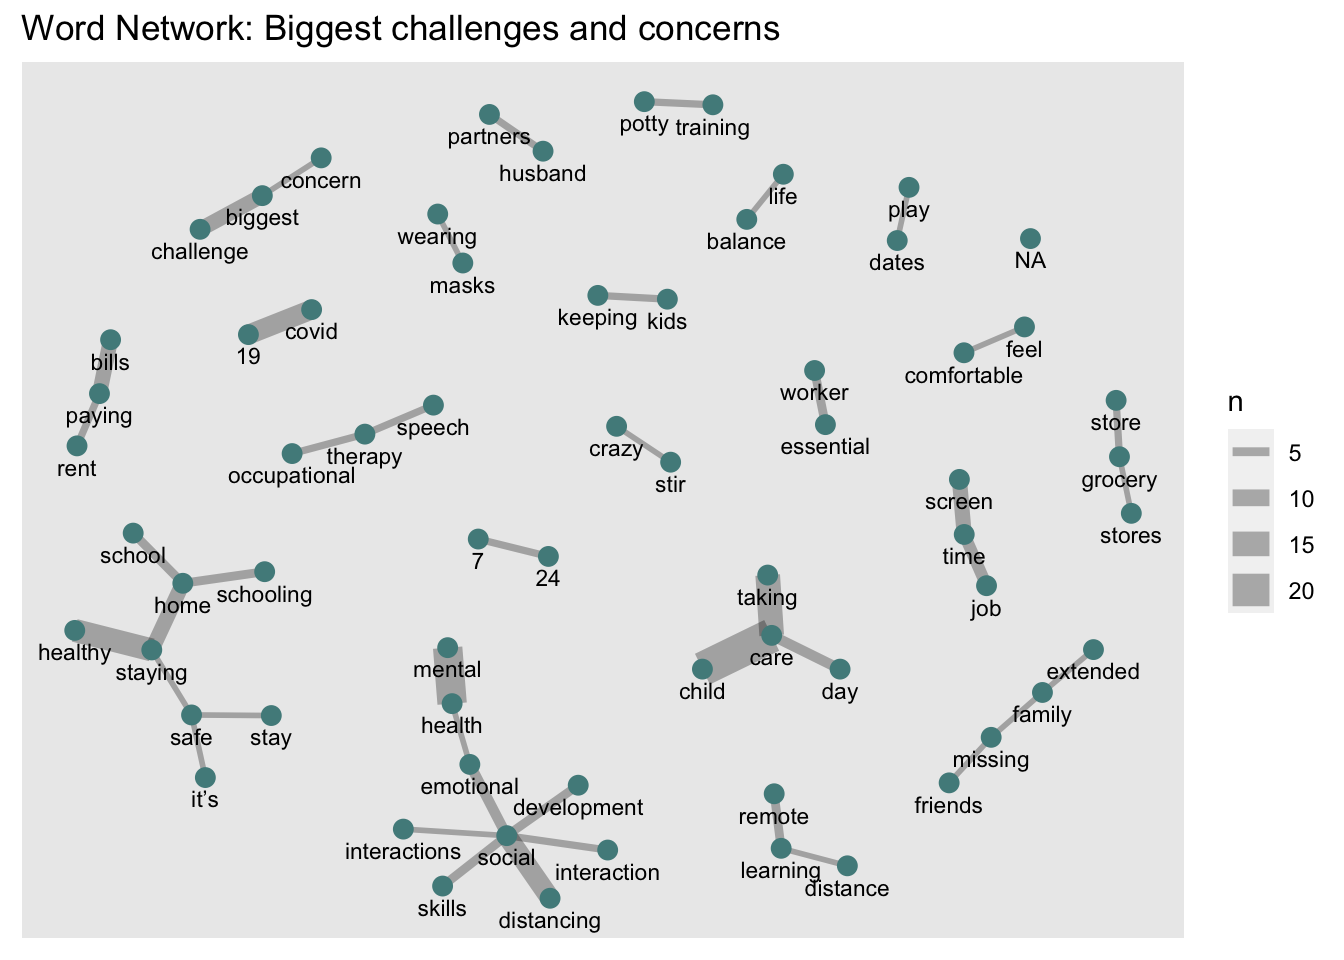 Word Network: Biggest challenges and concerns
potty training
partners
husband
concern
biggest
challenge
life
balance
play
dates
NA
wearing
masks
keeping kids
covid
19
feel
comfortable
bills
paying
rent
worker
essential
store
grocery
stores
speech
therapy
occupational
crazy
stir
screen
time
job
school
schooling
home
healthy
staying
safe
stay
it’s
7
24
taking
care
child
day
mental
health
emotional
development
interactions
social
interaction
skills
distancing
extended
family
missing
friends
remote
learning
distance
n
5
10
15
20